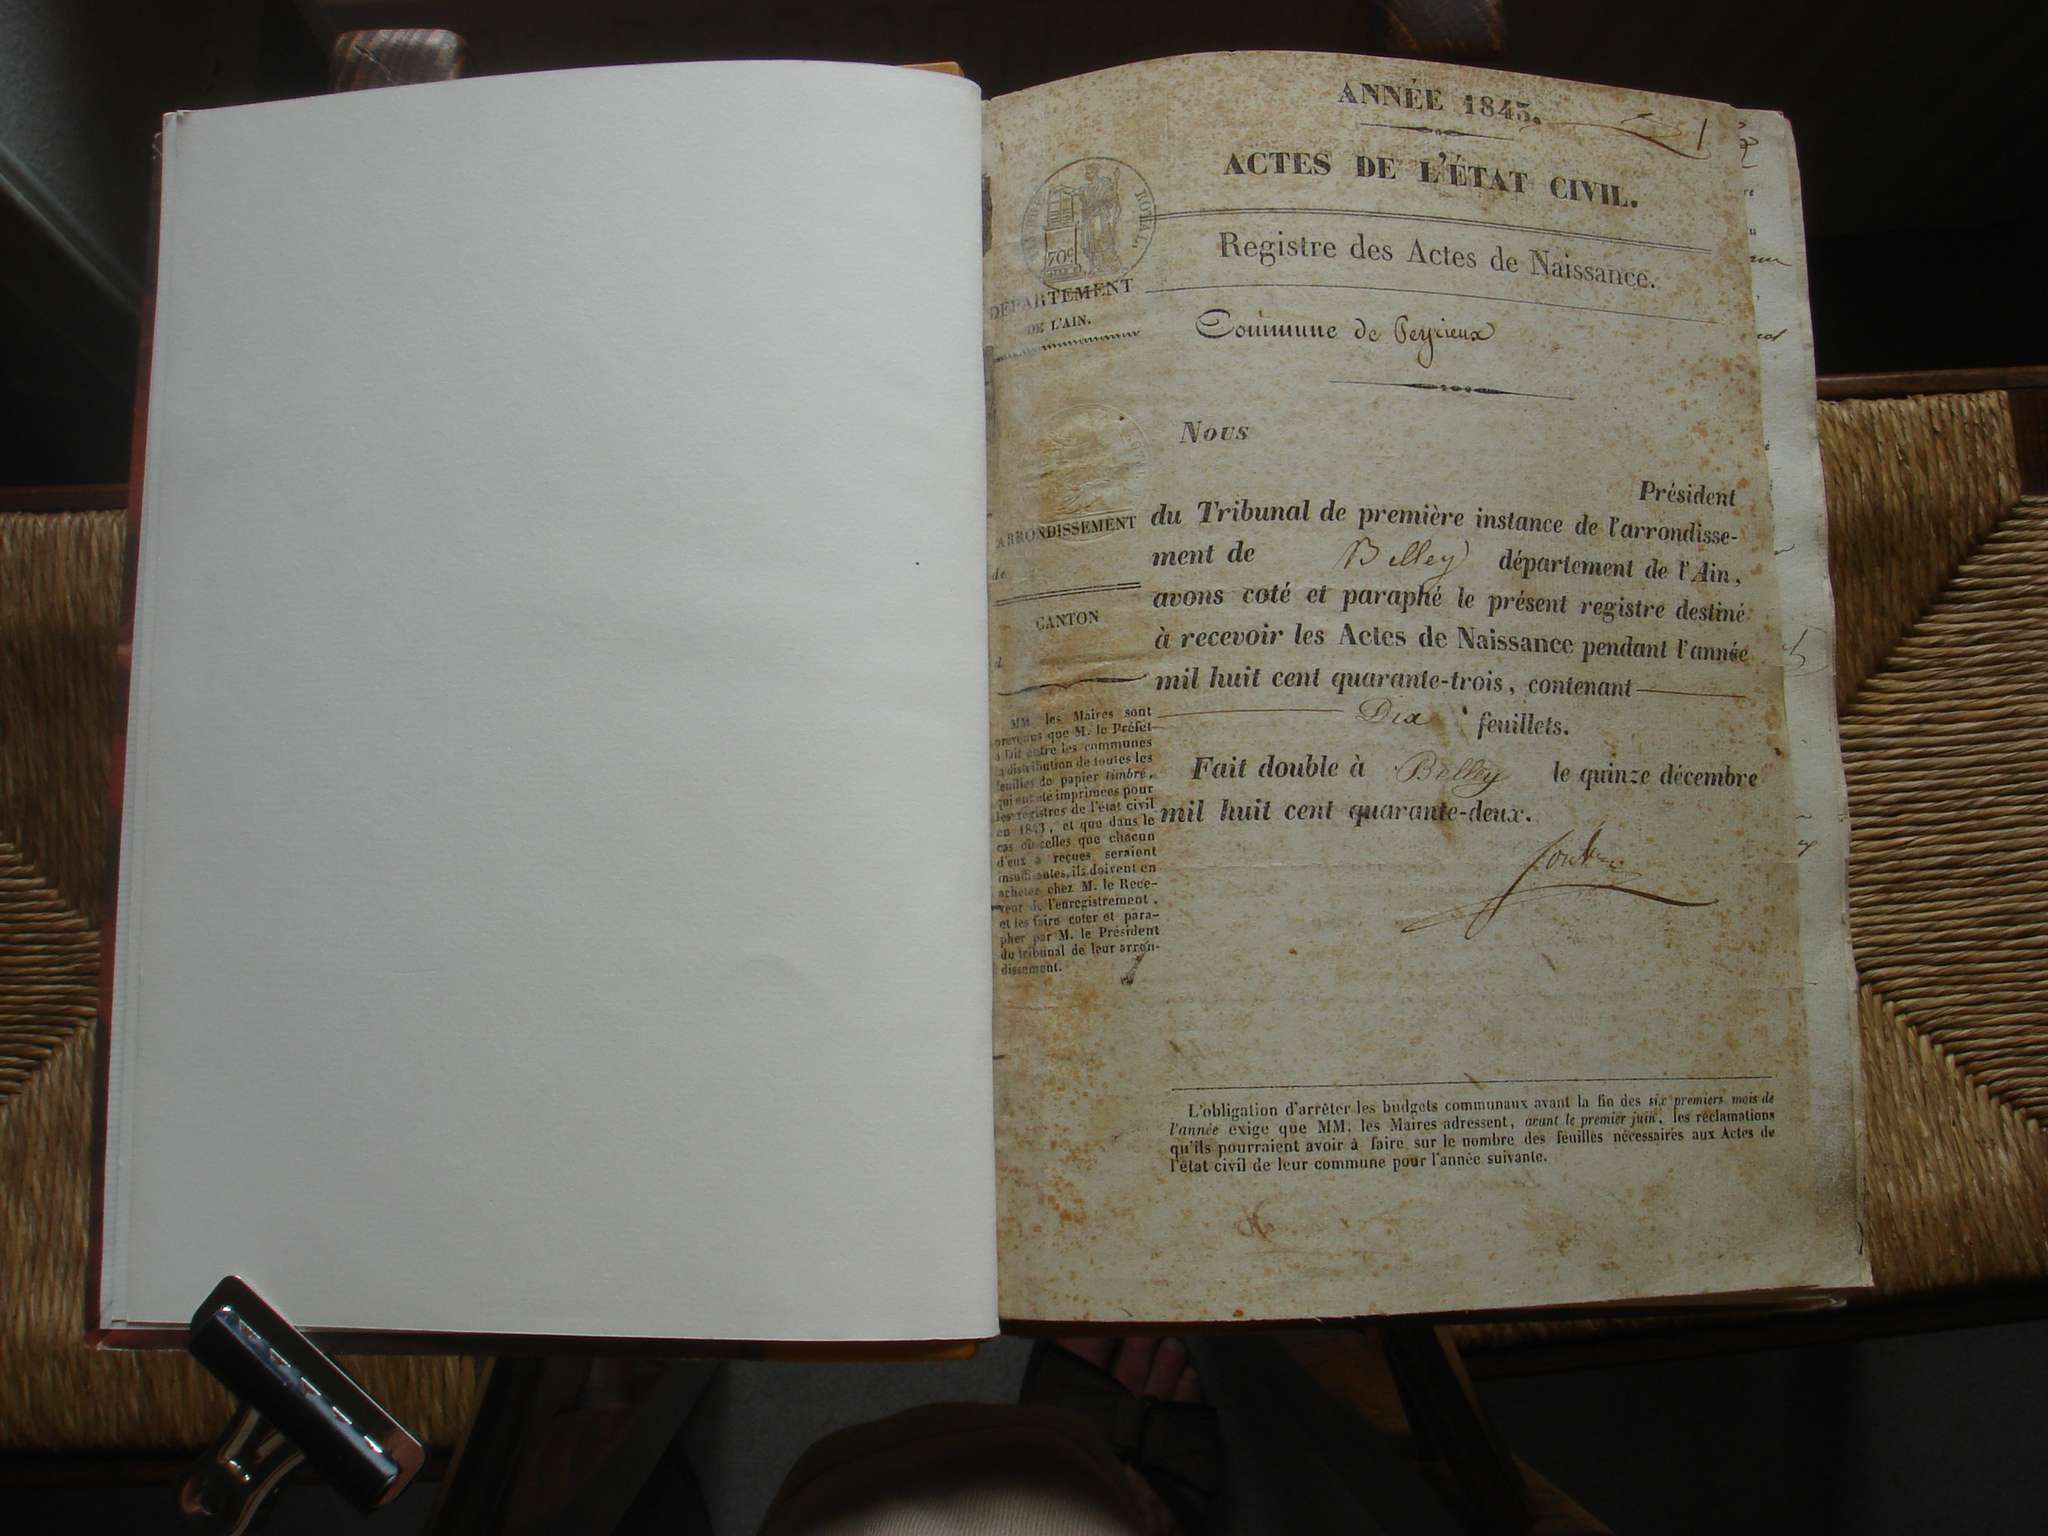 ANNÉE 1843.
1
ACTES DE L'ÉTAT CIVIL.
ROYAL.
70c
Registre des Actes de Naissance.
DÉPARTEMENT
DE L'AIN.
Commune de Peyrieux
Nous
Président
du Tribunal de première instance de l'arrondisse-
ment de Belley département de l'Ain,
avons coté et paraphé le présent registre destiné
à recevoir les Actes de Naissance pendant l'année
mil huit cent quarante-trois, contenant
Dix feuillets.
Fait double à Belley le quinze décembre
mil huit cent quarante-deux.
ARRONDISSEMENT
de
CANTON
d
MM. les Maires sont
prévenus que M. le Préfet
a fait entre les communes
la distribution de toutes les
feuilles de papier timbré,
qui ont été imprimées pour
les registres de l'état civil
en 1843, et que dans le
cas où celles que chacun
d'eux a reçues seraient
insuffisantes, ils doivent en
acheter chez M. le Rece-
veur de l'enregistrement,
et les faire coter et para-
pher par M. le Président
du tribunal de leur arron-
dissement.
L'obligation d'arrêter les budgets communaux avant la fin des six premiers mois de
l'année exige que MM. les Maires adressent, avant le premier juin, les réclamations
qu'ils pourraient avoir à faire sur le nombre des feuilles nécessaires aux Actes de
l'état civil de leur commune pour l'année suivante.